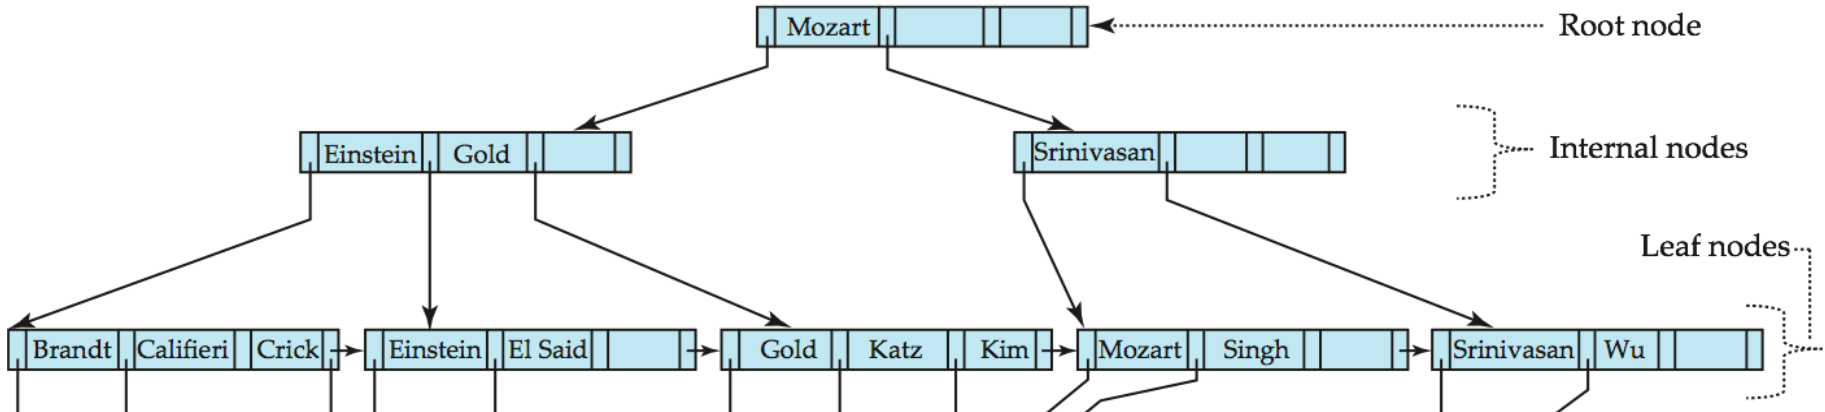 Mozart
Root node
Einstein Gold
Srinivasan
Internal nodes
Leaf nodes
Brandt Califieri Crick
Einstein El Said
Gold Katz Kim
Mozart Singh
Srinivasan Wu